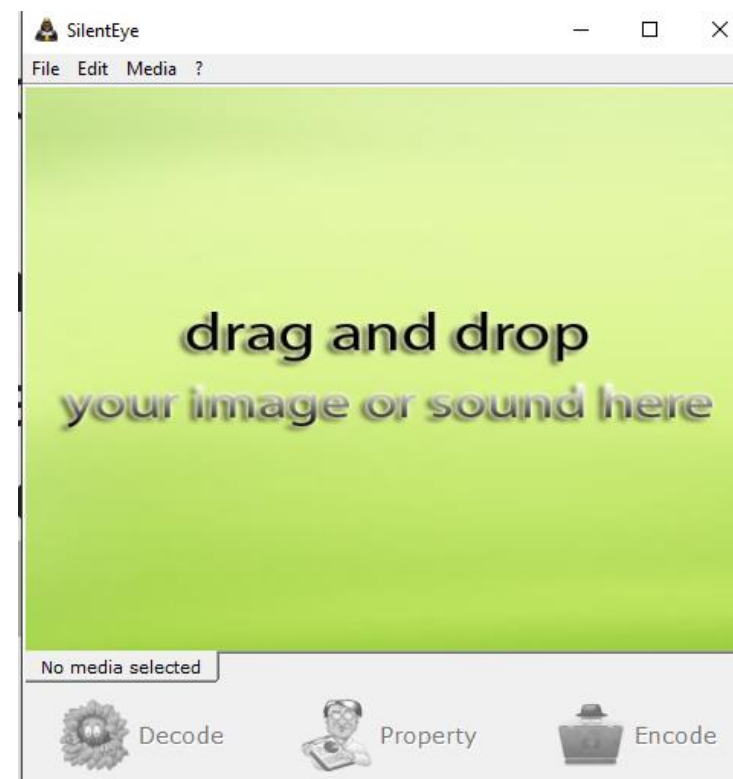 SilentEye
File Edit Media ?
drag and drop
your image or sound here
No media selected
Decode Property Encode